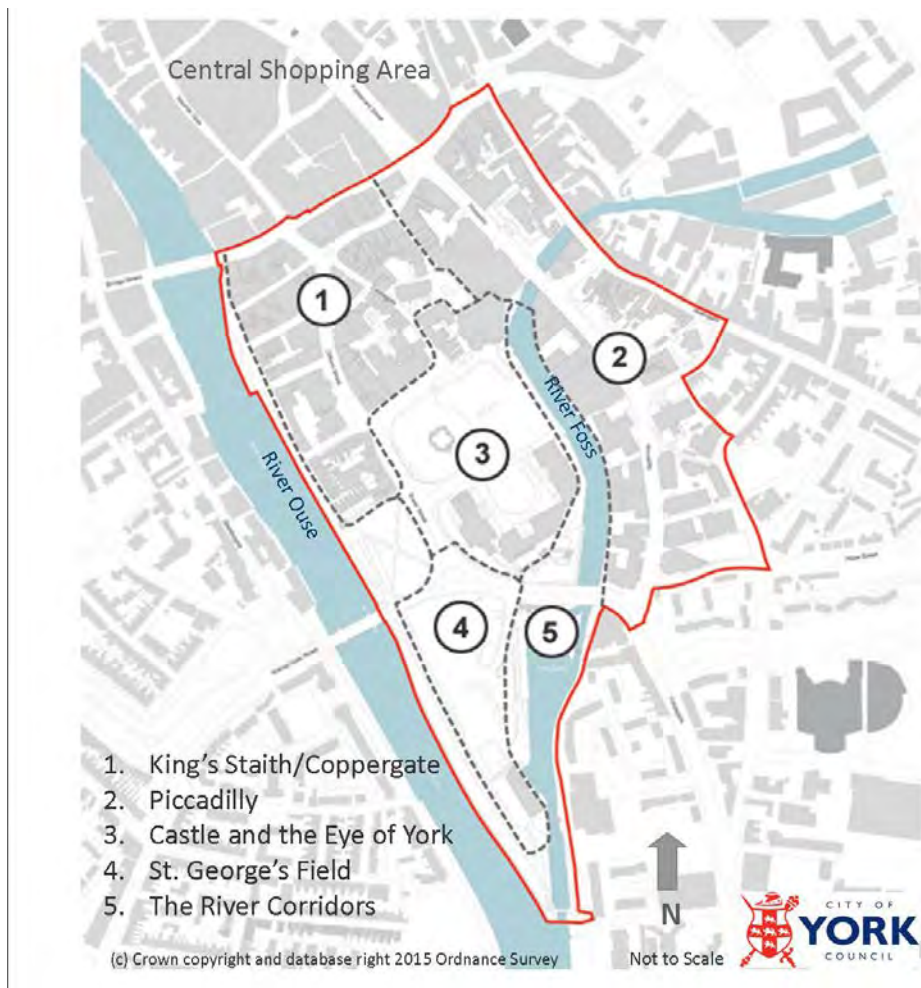 Central Shopping Area
1
2
3
River Foss
River Ouse
4
5
1. King's Staith/Coppergate
2. Piccadilly
3. Castle and the Eye of York
4. St. George's Field
5. The River Corridors
N
CITY OF
YORK
COUNCIL
(c) Crown copyright and database right 2015 Ordnance Survey
Not to Scale